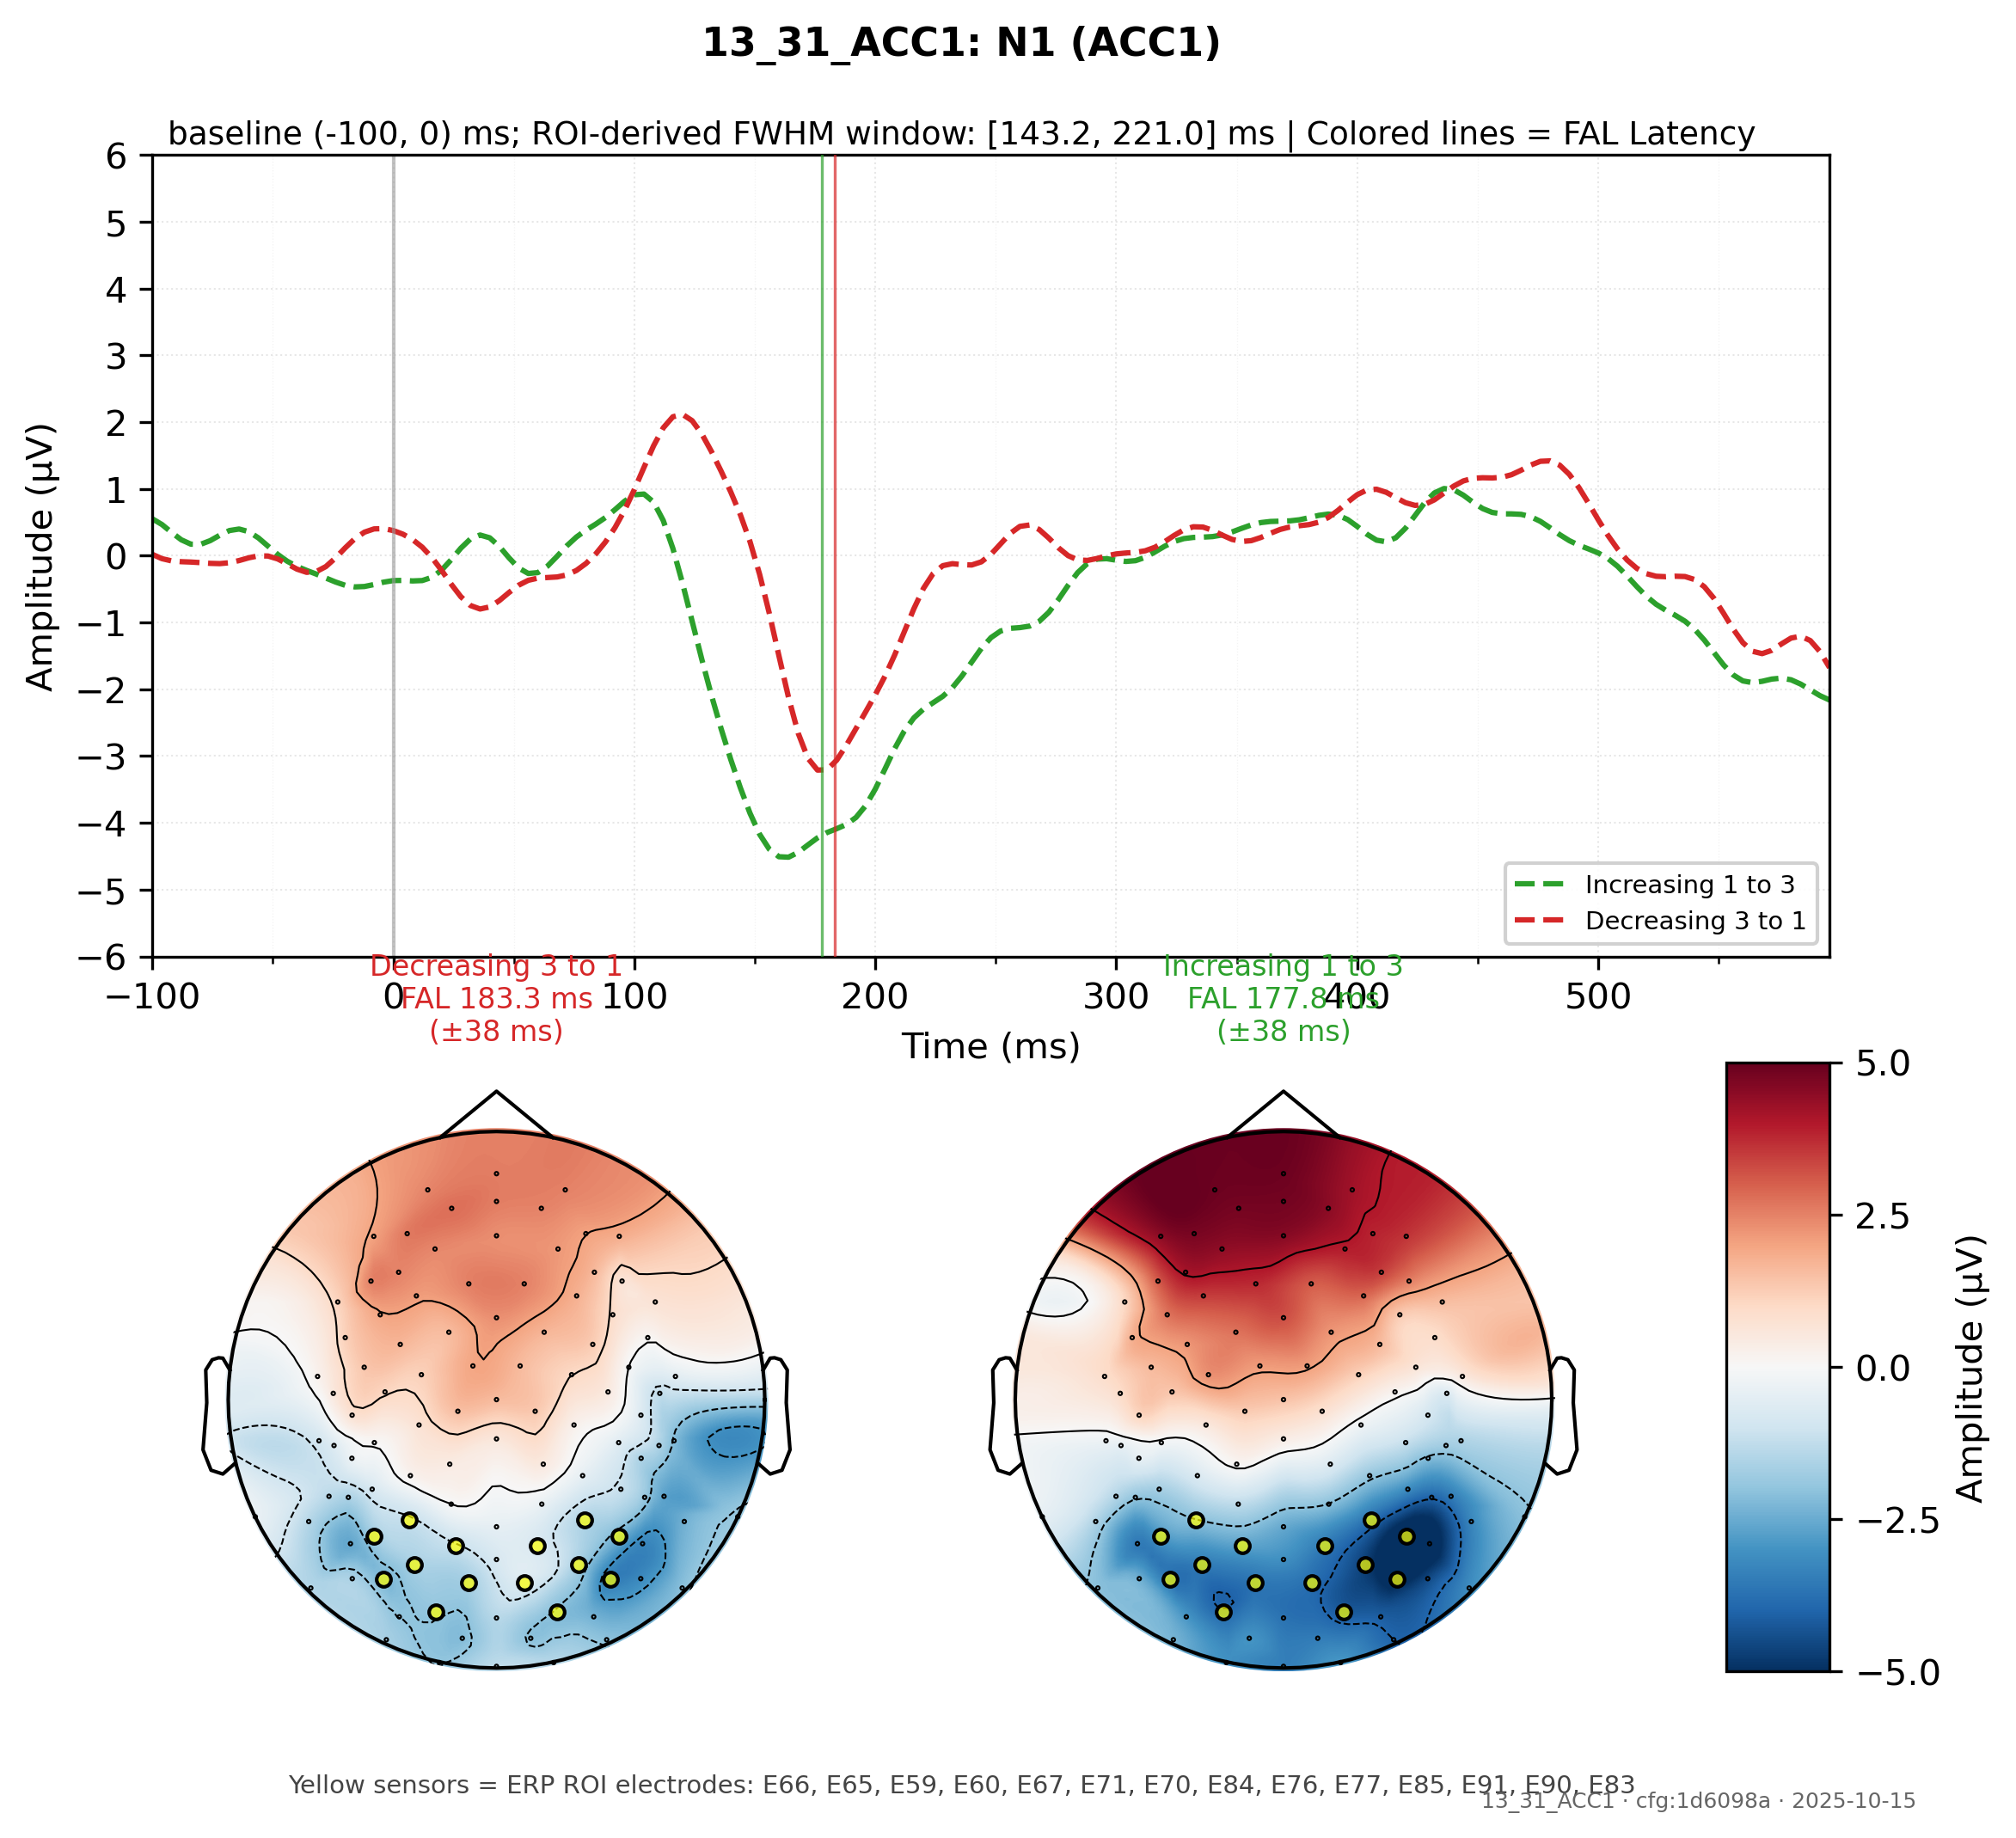 13_31_ACC1: N1 (ACC1)
baseline (-100, 0) ms; ROI-derived FWHM window: [143.2, 221.0] ms | Colored lines = FAL Latency
6
5
4
3
2
1
0
−1
−2
−3
−4
−5
−6
Amplitude (µV)
Increasing 1 to 3
Decreasing 3 to 1
−100 0 100 200 300 400 500
Time (ms)
Decreasing 3 to 1
FAL 183.3 ms
(±38 ms)
Increasing 1 to 3
FAL 177.8 ms
(±38 ms)
5.0
2.5
0.0
−2.5
−5.0
Amplitude (µV)
Yellow sensors = ERP ROI electrodes: E66, E65, E59, E60, E67, E71, E70, E84, E76, E77, E85, E91, E90, E83
13_31_ACC1 · cfg:1d6098a · 2025-10-15